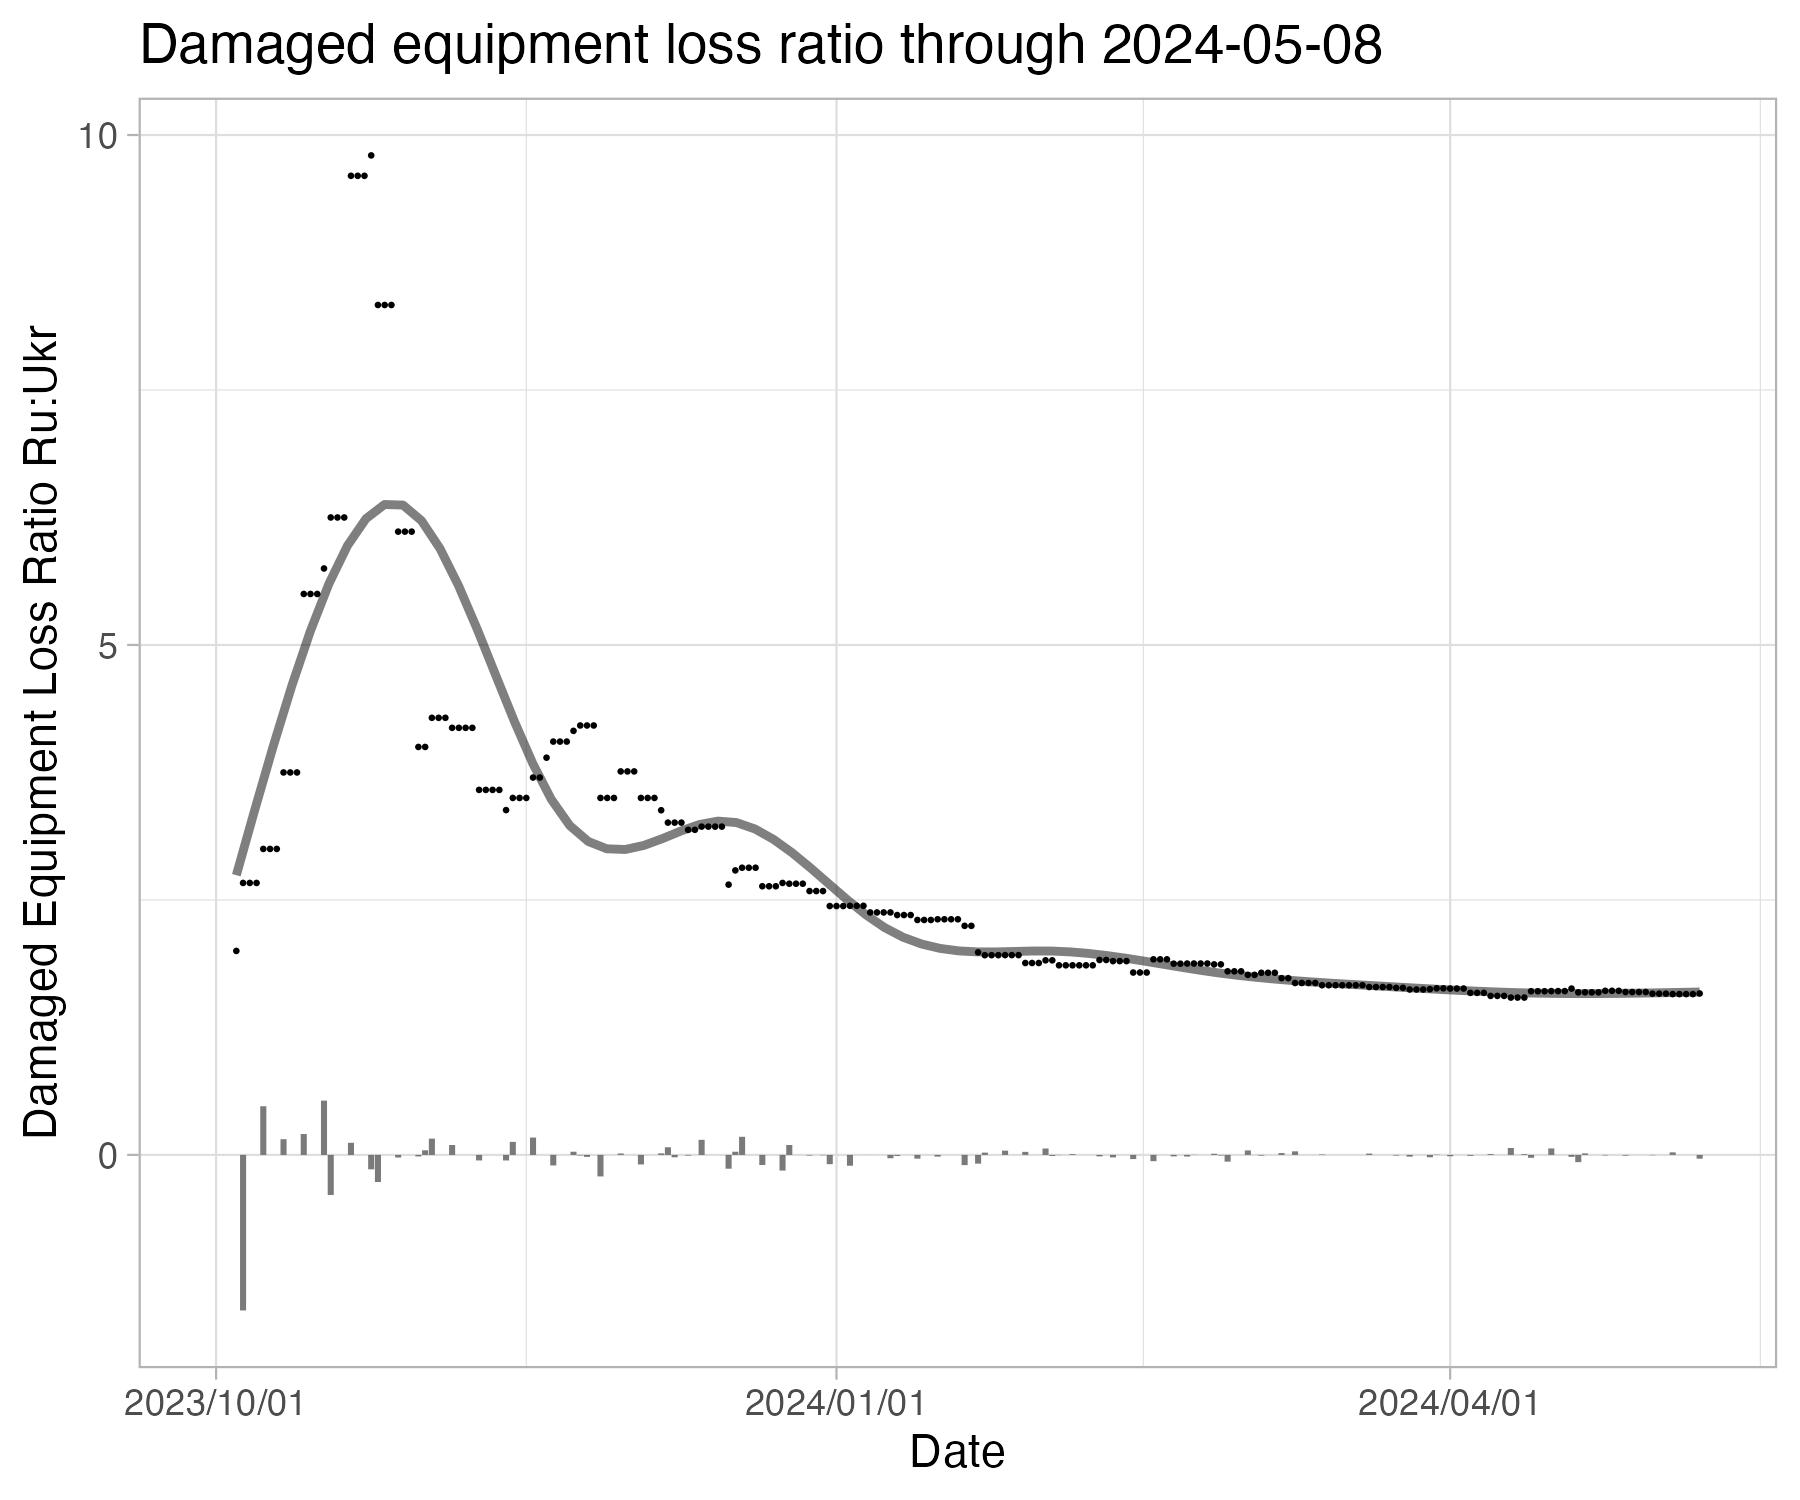 Damaged equipment loss ratio through 2024-05-08
Damaged Equipment Loss Ratio Ru:Ukr
10
5
0
2023/10/01
2024/01/01
2024/04/01
Date